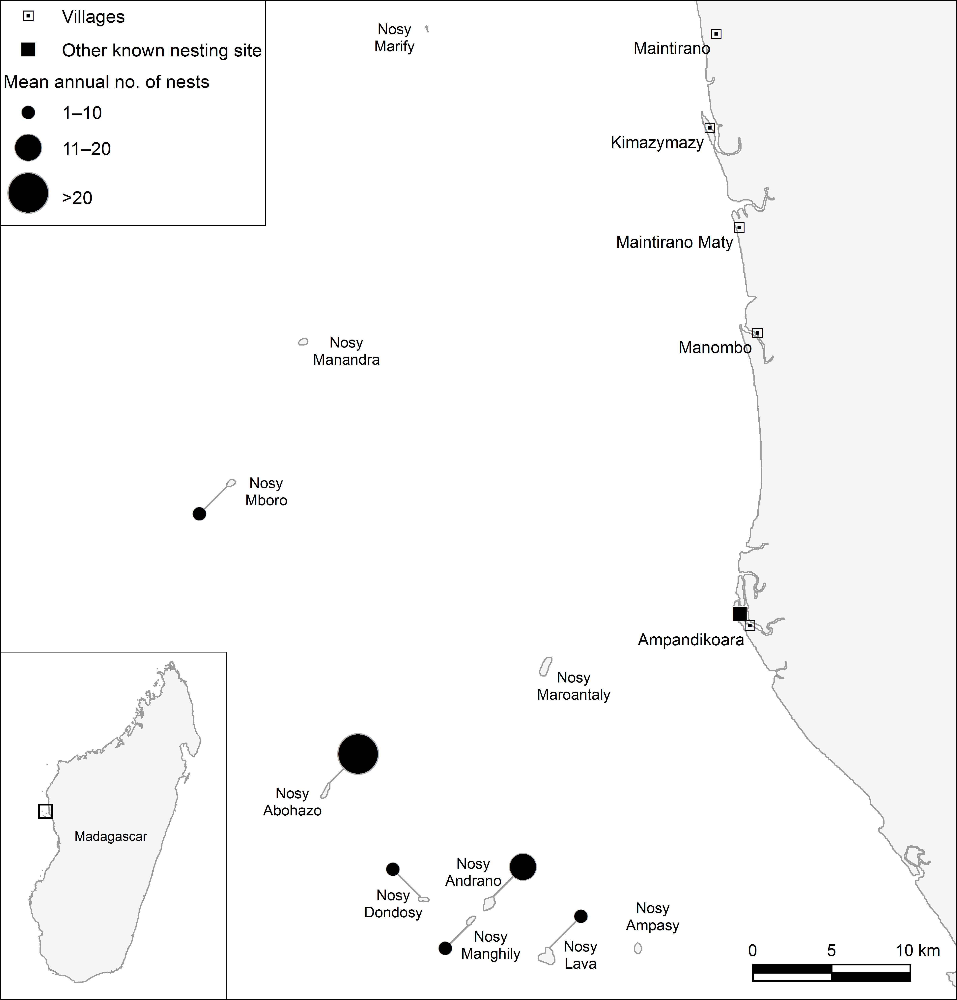 Villages
Other known nesting site
Mean annual no. of nests
1–10
11–20
>20
Nosy
Marify
Maintirano
Kimazymazy
Maintirano Maty
Nosy
Manandra
Manombo
Nosy
Mboro
Ampandikoara
Nosy
Maroantaly
Nosy
Abohazo
Madagascar
Nosy
Andrano
Nosy
Dondosy
Nosy
Ampasy
Nosy
Manghily
Nosy
Lava
0 5 10 km